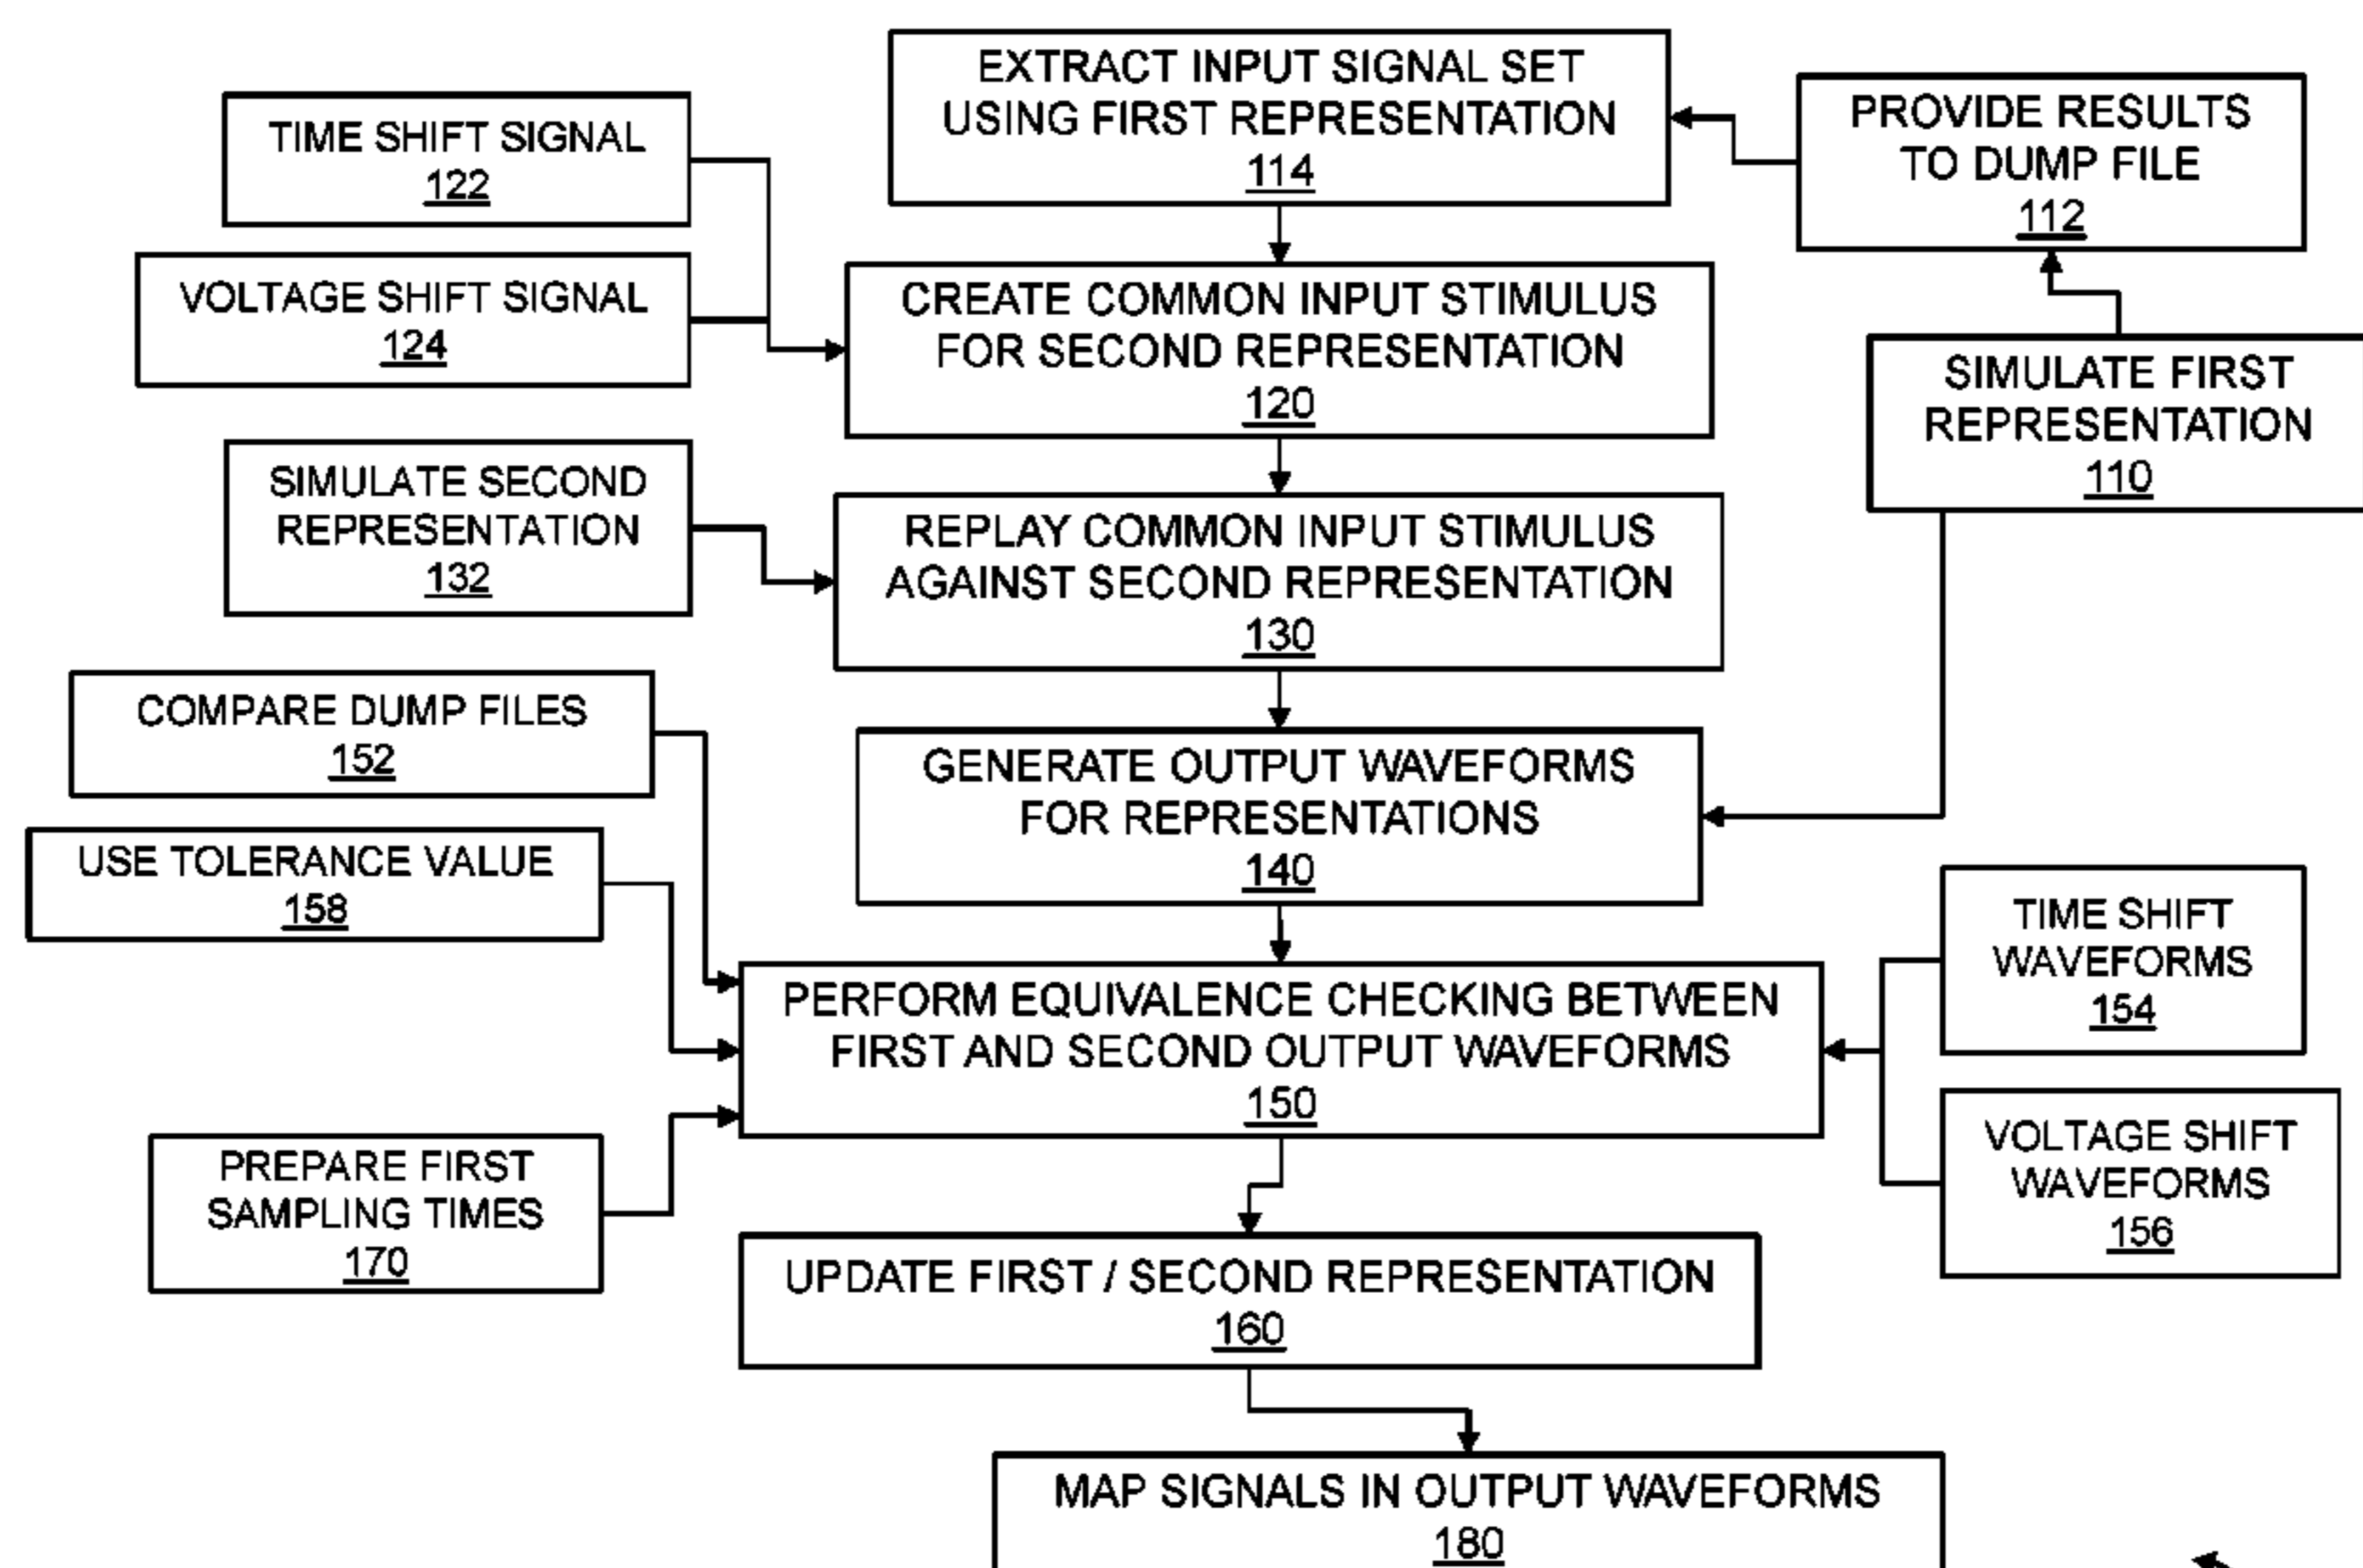 EXTRACT INPUT SIGNAL SET
USING FIRST REPRESENTATION
114
PROVIDE RESULTS
TO DUMP FILE
112
TIME SHIFT SIGNAL
122
VOLTAGE SHIFT SIGNAL
124
CREATE COMMON INPUT STIMULUS
FOR SECOND REPRESENTATION
120
SIMULATE FIRST
REPRESENTATION
110
SIMULATE SECOND
REPRESENTATION
132
REPLAY COMMON INPUT STIMULUS
AGAINST SECOND REPRESENTATION
130
COMPARE DUMP FILES
152
GENERATE OUTPUT WAVEFORMS
FOR REPRESENTATIONS
140
USE TOLERANCE VALUE
158
TIME SHIFT
WAVEFORMS
154
PERFORM EQUIVALENCE CHECKING BETWEEN
FIRST AND SECOND OUTPUT WAVEFORMS
150
VOLTAGE SHIFT
WAVEFORMS
156
PREPARE FIRST
SAMPLING TIMES
170
UPDATE FIRST / SECOND REPRESENTATION
160
MAP SIGNALS IN OUTPUT WAVEFORMS
180